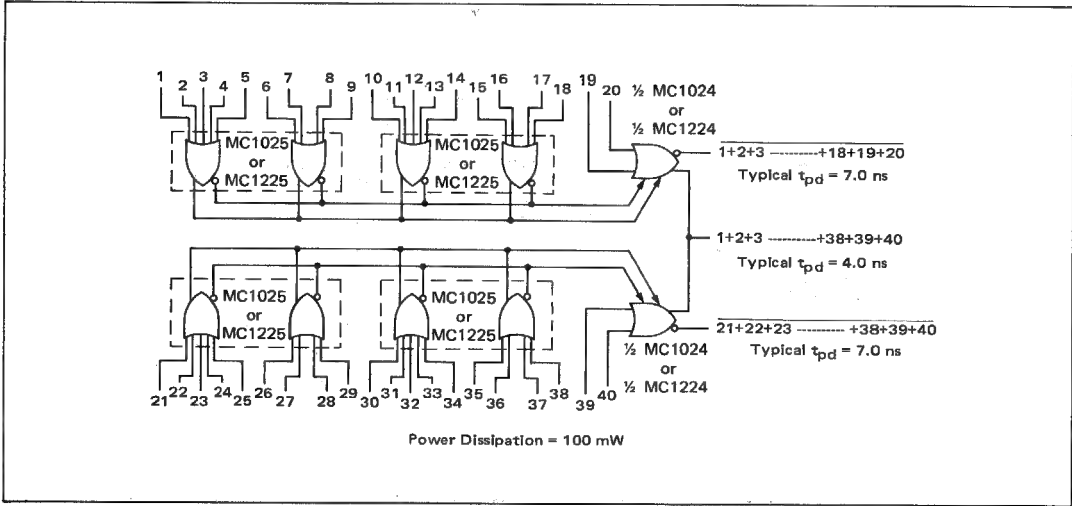 1 2 3 4 5 6 7 8 9 10 11 12 13 14 15 16 17 18 19 20
½ MC1024
or
½ MC1224
MC1025
or
MC1225
MC1025
or
MC1225
1+2+3 ----------+18+19+20
Typical tpd = 7.0 ns
1+2+3 ----------+38+39+40
Typical tpd = 4.0 ns
MC1025
or
MC1225
MC1025
or
MC1225
21+22+23 ---------- +38+39+40
Typical tpd = 7.0 ns
½ MC1024
or
½ MC1224
21 22 23 24 25 26 27 28 29 30 31 32 33 34 35 36 37 38 39 40
Power Dissipation = 100 mW